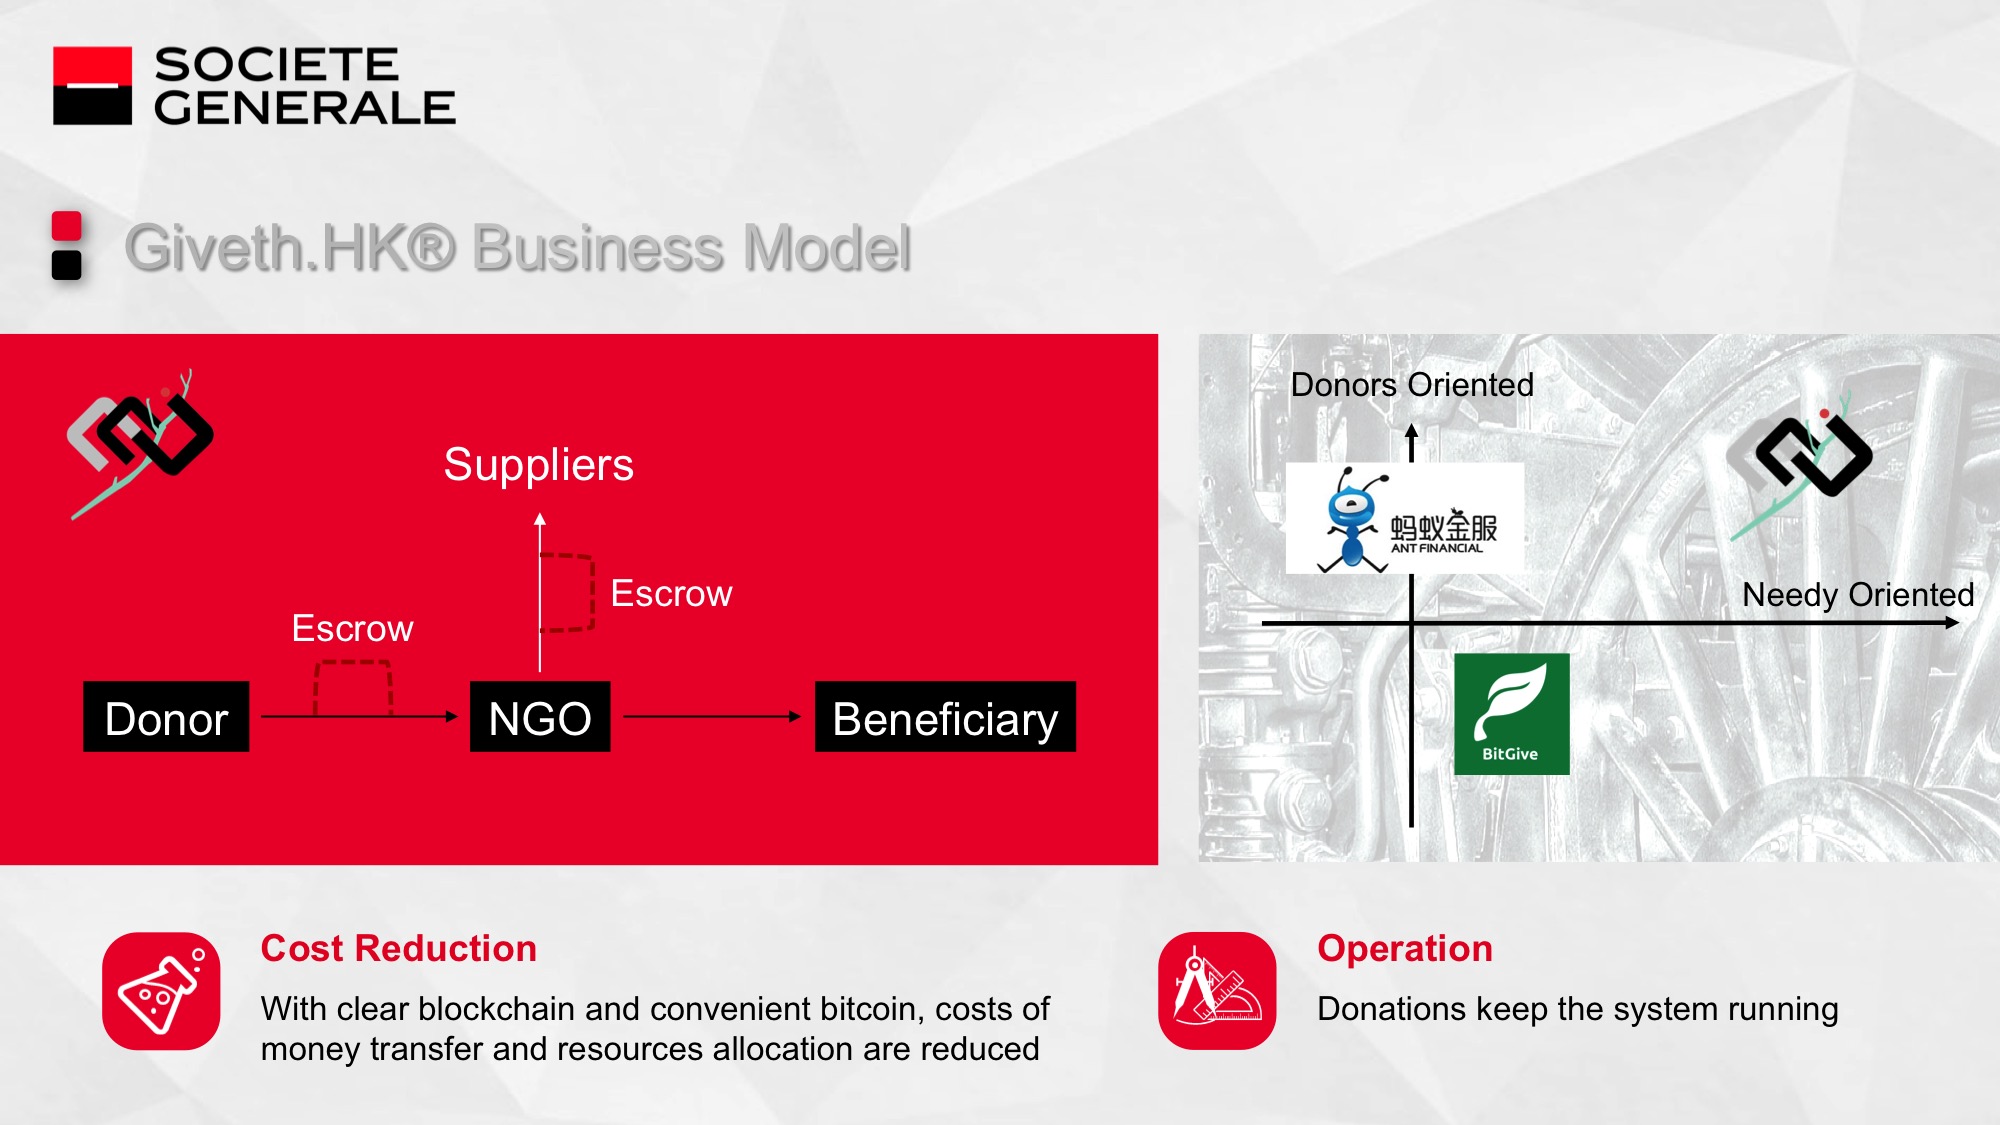 SOCIETE
GENERALE
Giveth.HK® Business Model
Suppliers
Escrow
Escrow
Donor
NGO
Beneficiary
Donors Oriented
蚂蚁金服
ANT FINANCIAL
Needy Oriented
BitGive
Cost Reduction
With clear blockchain and convenient bitcoin, costs of
money transfer and resources allocation are reduced
Operation
Donations keep the system running